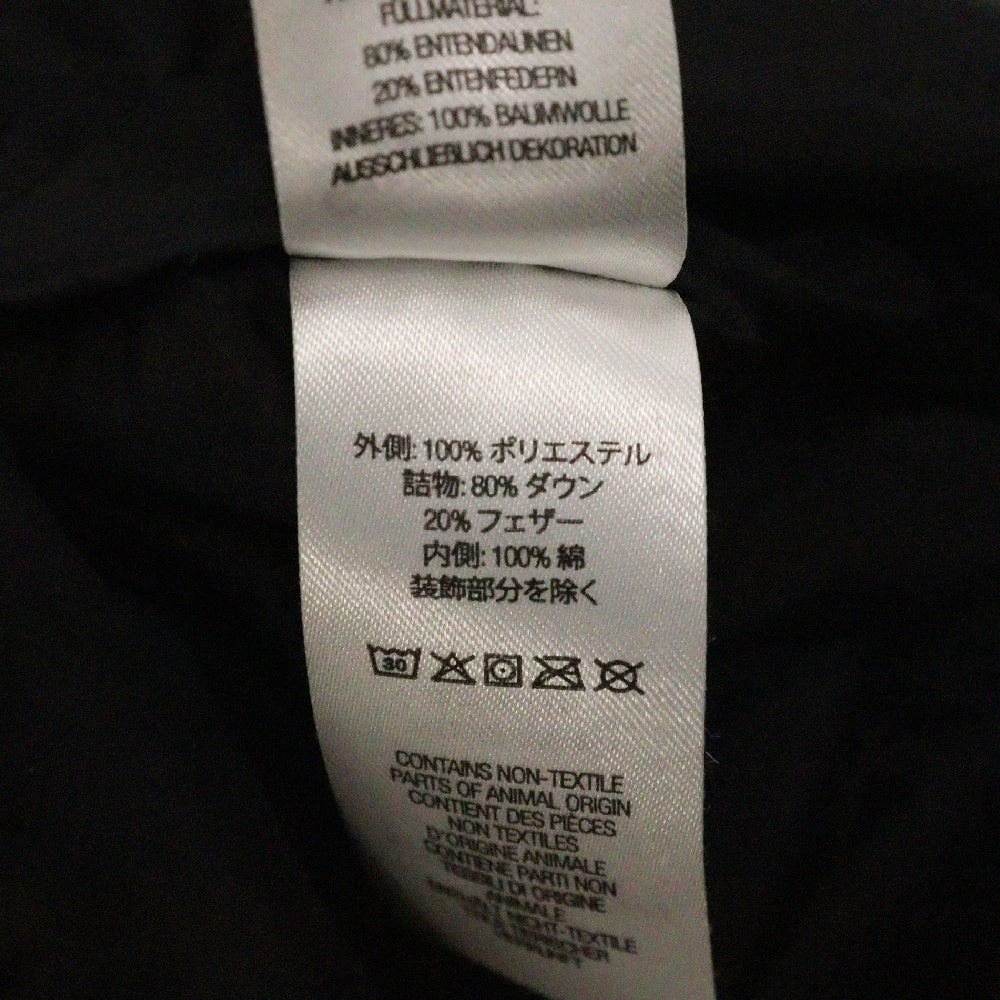 FÜLLMATERIAL:
80% ENTENDAUNEN
20% ENTENFEDERN
INNERES: 100% BAUMWOLLE
AUSSCHLIEBLICH DEKORATION
外側: 100% ポリエステル
詰物: 80% ダウン
20% フェザー
内側: 100% 綿
装飾部分を除く
30
CONTAINS NON-TEXTILE
PARTS OF ANIMAL ORIGIN
CONTIENT DES PIÈCES
NON TEXTILES
D'ORIGINE ANIMALE
CONTIENE PARTI NON
TESSILI DI ORIGINE
ANIMALE
NICHT-TEXTILE